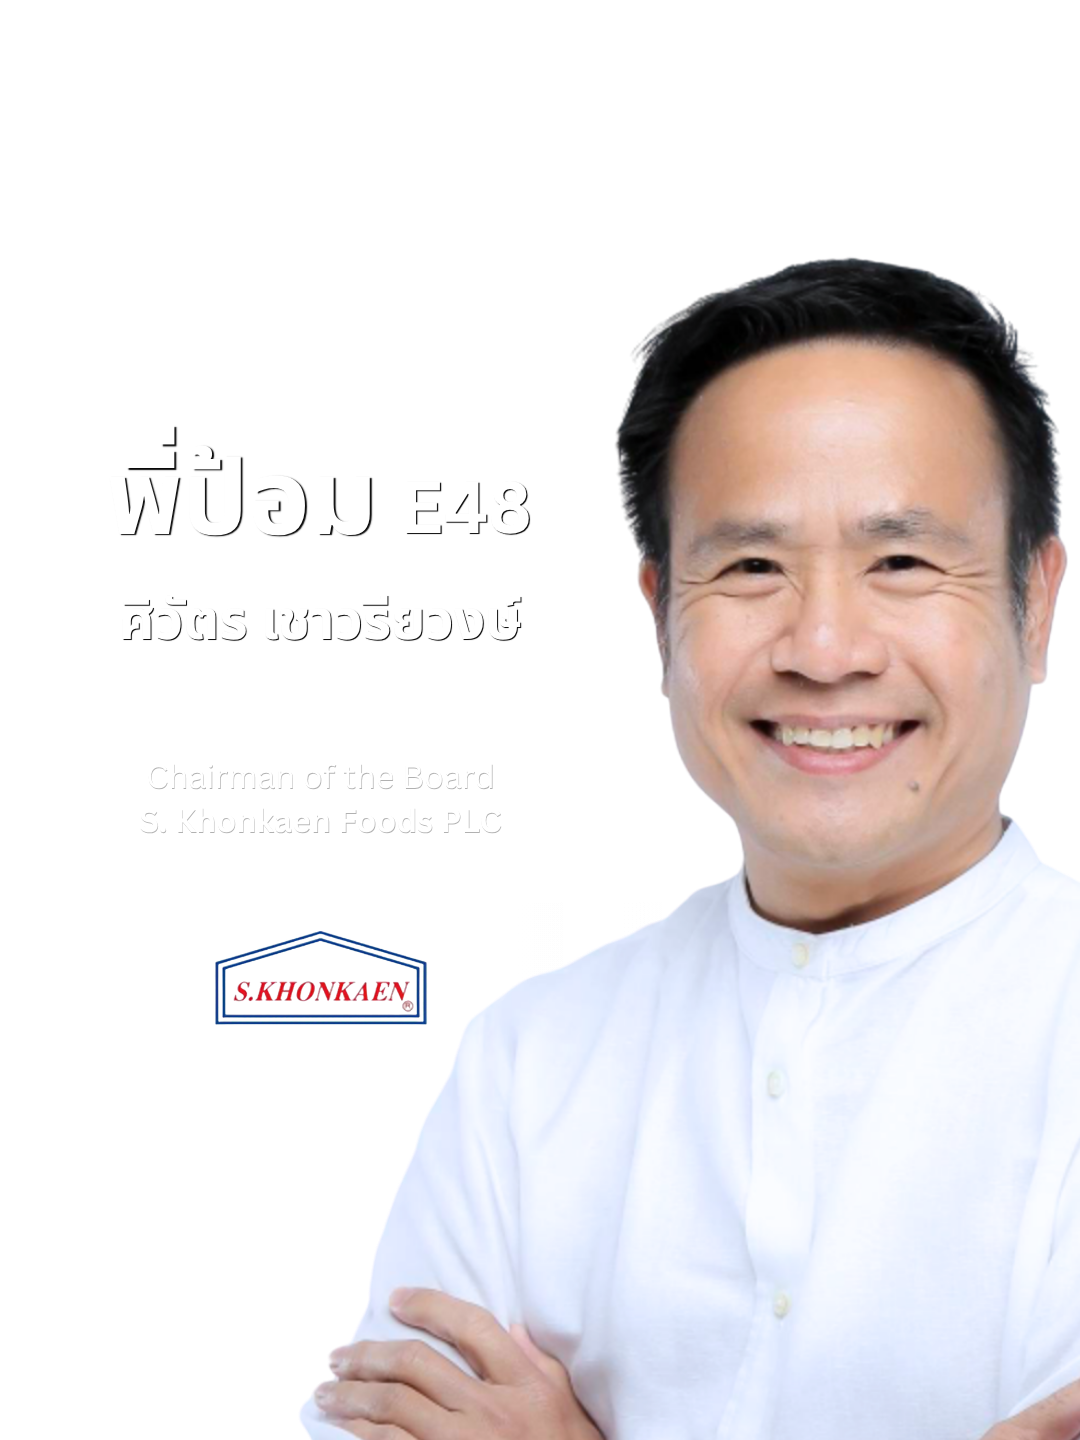 พี่ป้อม E48
ศิวัตร เชาวรียวงษ์
Chairman of the Board
S. Khonkaen Foods PLC
S.KHONKAEN®